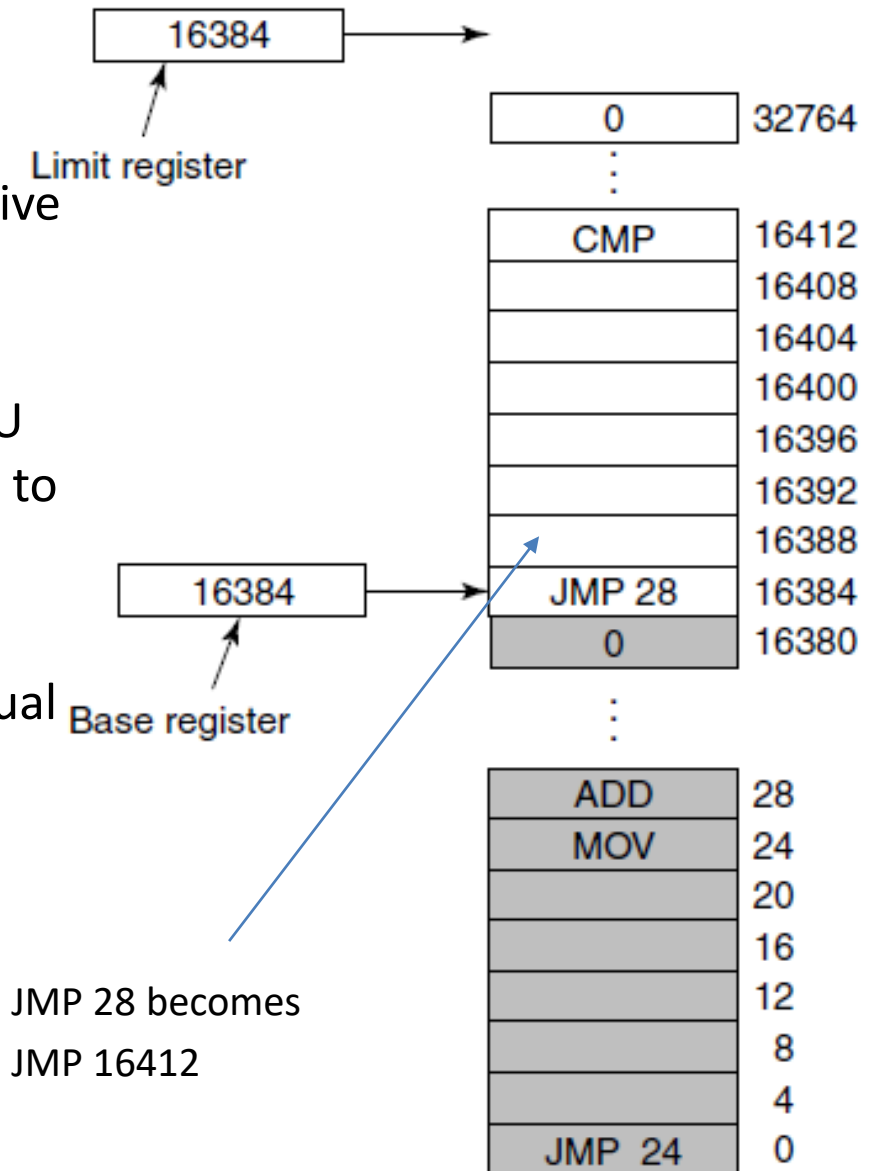 16384
0 32764
Limit register
ive
CMP 16412
16408
16404
16400
U
16396
to
16392
16388
16384
JMP 28 16384
0 16380
ual
Base register
ADD 28
MOV 24
20
16
JMP 28 becomes
12
JMP 16412
8
4
JMP 24 0